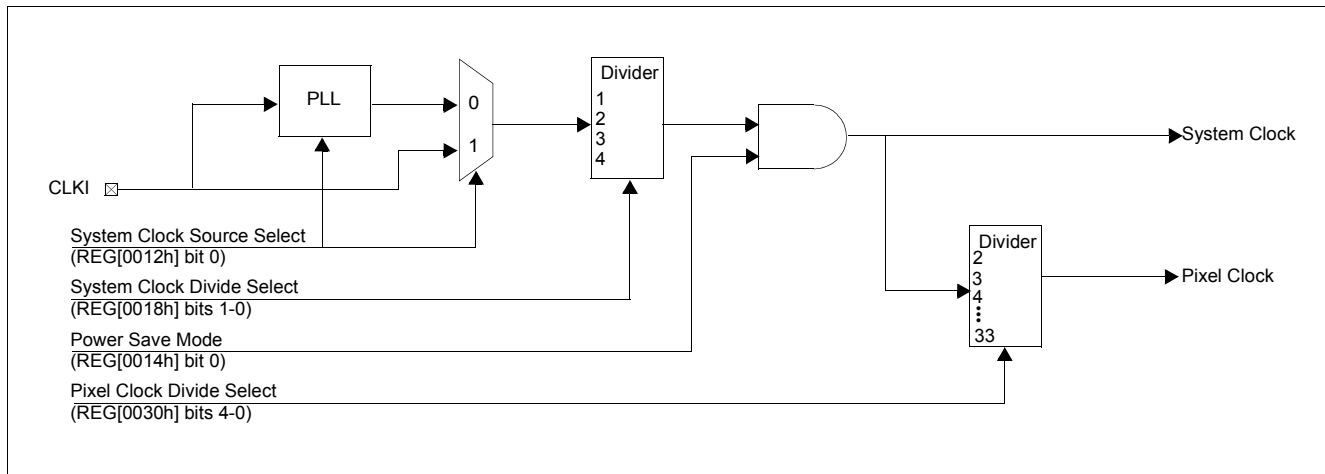 Divider
1
2
3
4
PLL
0
1
System Clock
CLKI
System Clock Source Select
(REG[0012h] bit 0)
System Clock Divide Select
(REG[0018h] bits 1-0)
Power Save Mode
(REG[0014h] bit 0)
Pixel Clock Divide Select
(REG[0030h] bits 4-0)
Divider
2
3
4
33
Pixel Clock